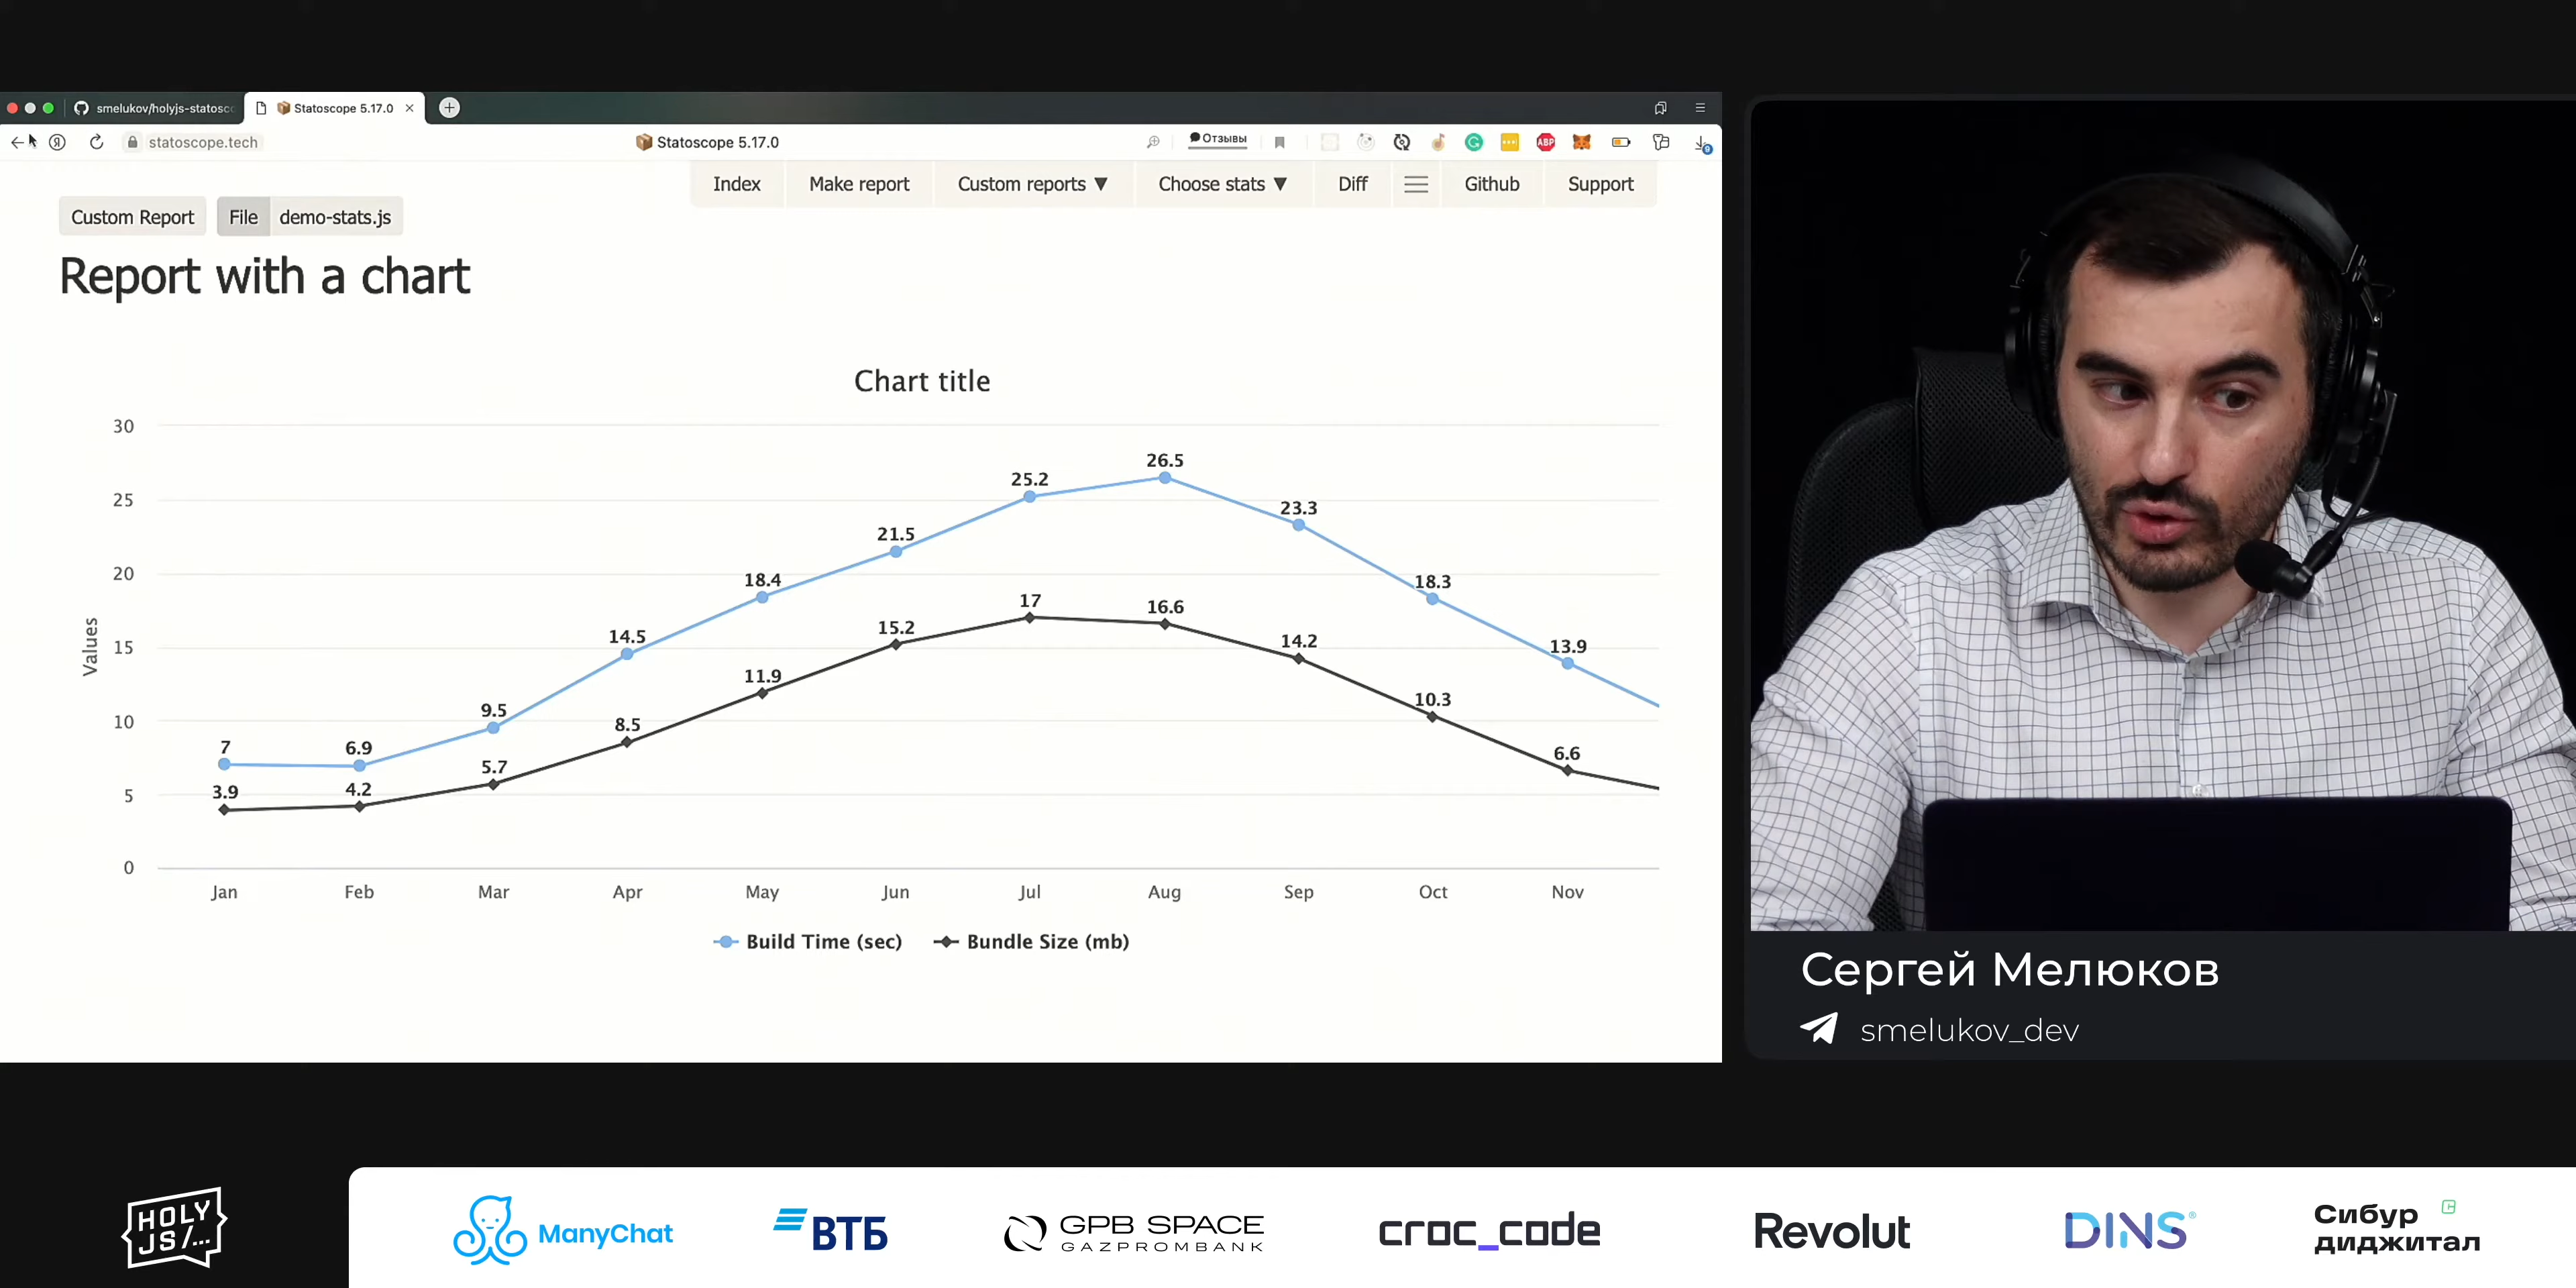 smelukov/holyjs-statosco
Statoscope 5.17.0
statoscope.tech
Statoscope 5.17.0
Отзывы
ABP
Index
Make report
Custom reports ▼
Choose stats ▼
Diff
Github
Support
Custom Report
File
demo-stats.js
Report with a chart
Chart title
Values
30
25
20
15
10
5
0
7
6.9
9.5
14.5
18.4
21.5
25.2
26.5
23.3
18.3
13.9
3.9
4.2
5.7
8.5
11.9
15.2
17
16.6
14.2
10.3
6.6
Jan
Feb
Mar
Apr
May
Jun
Jul
Aug
Sep
Oct
Nov
Build Time (sec)
Bundle Size (mb)
Сергей Мелюков
smelukov_dev
HOLY
JS/...
ManyChat
ВТБ
GPB SPACE
GAZPROMBANK
croc_code
Revolut
DINS®
Сибур
диджитал